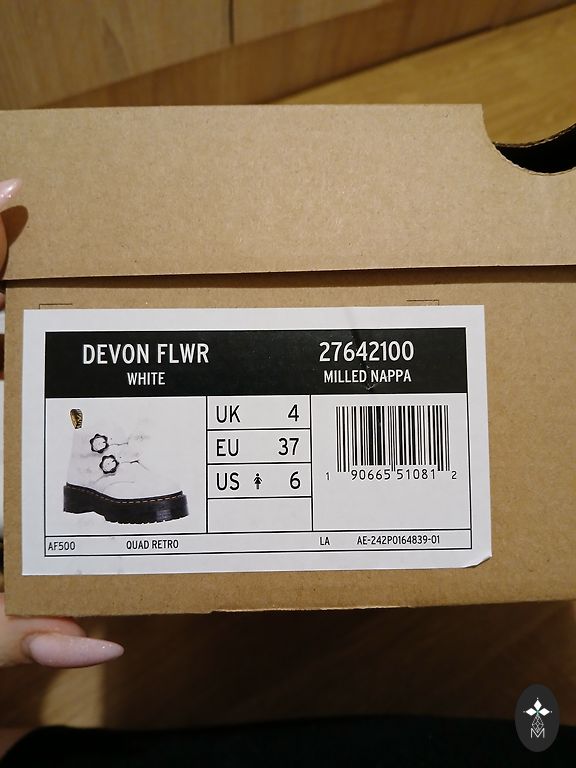 DEVON FLWR
WHITE
27642100
MILLED NAPPA
UK 4
EU 37
US 6
1 90665 51081 2
AF500 QUAD RETRO LA AE-242P0164839-01
M